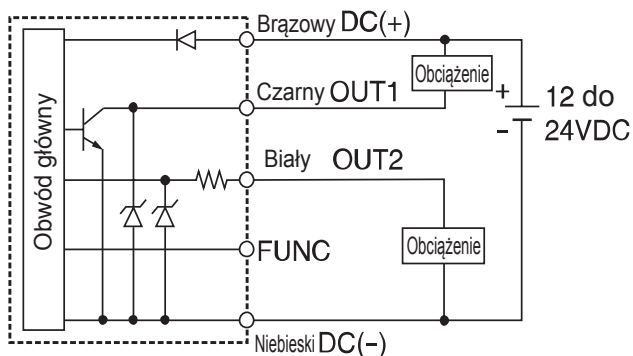 Brązowy DC(+)
Obciążenie
Czarny OUT1
+
12 do
-
24VDC
Obwód główny
Biały OUT2
FUNC
Obciążenie
Niebieski DC(-)